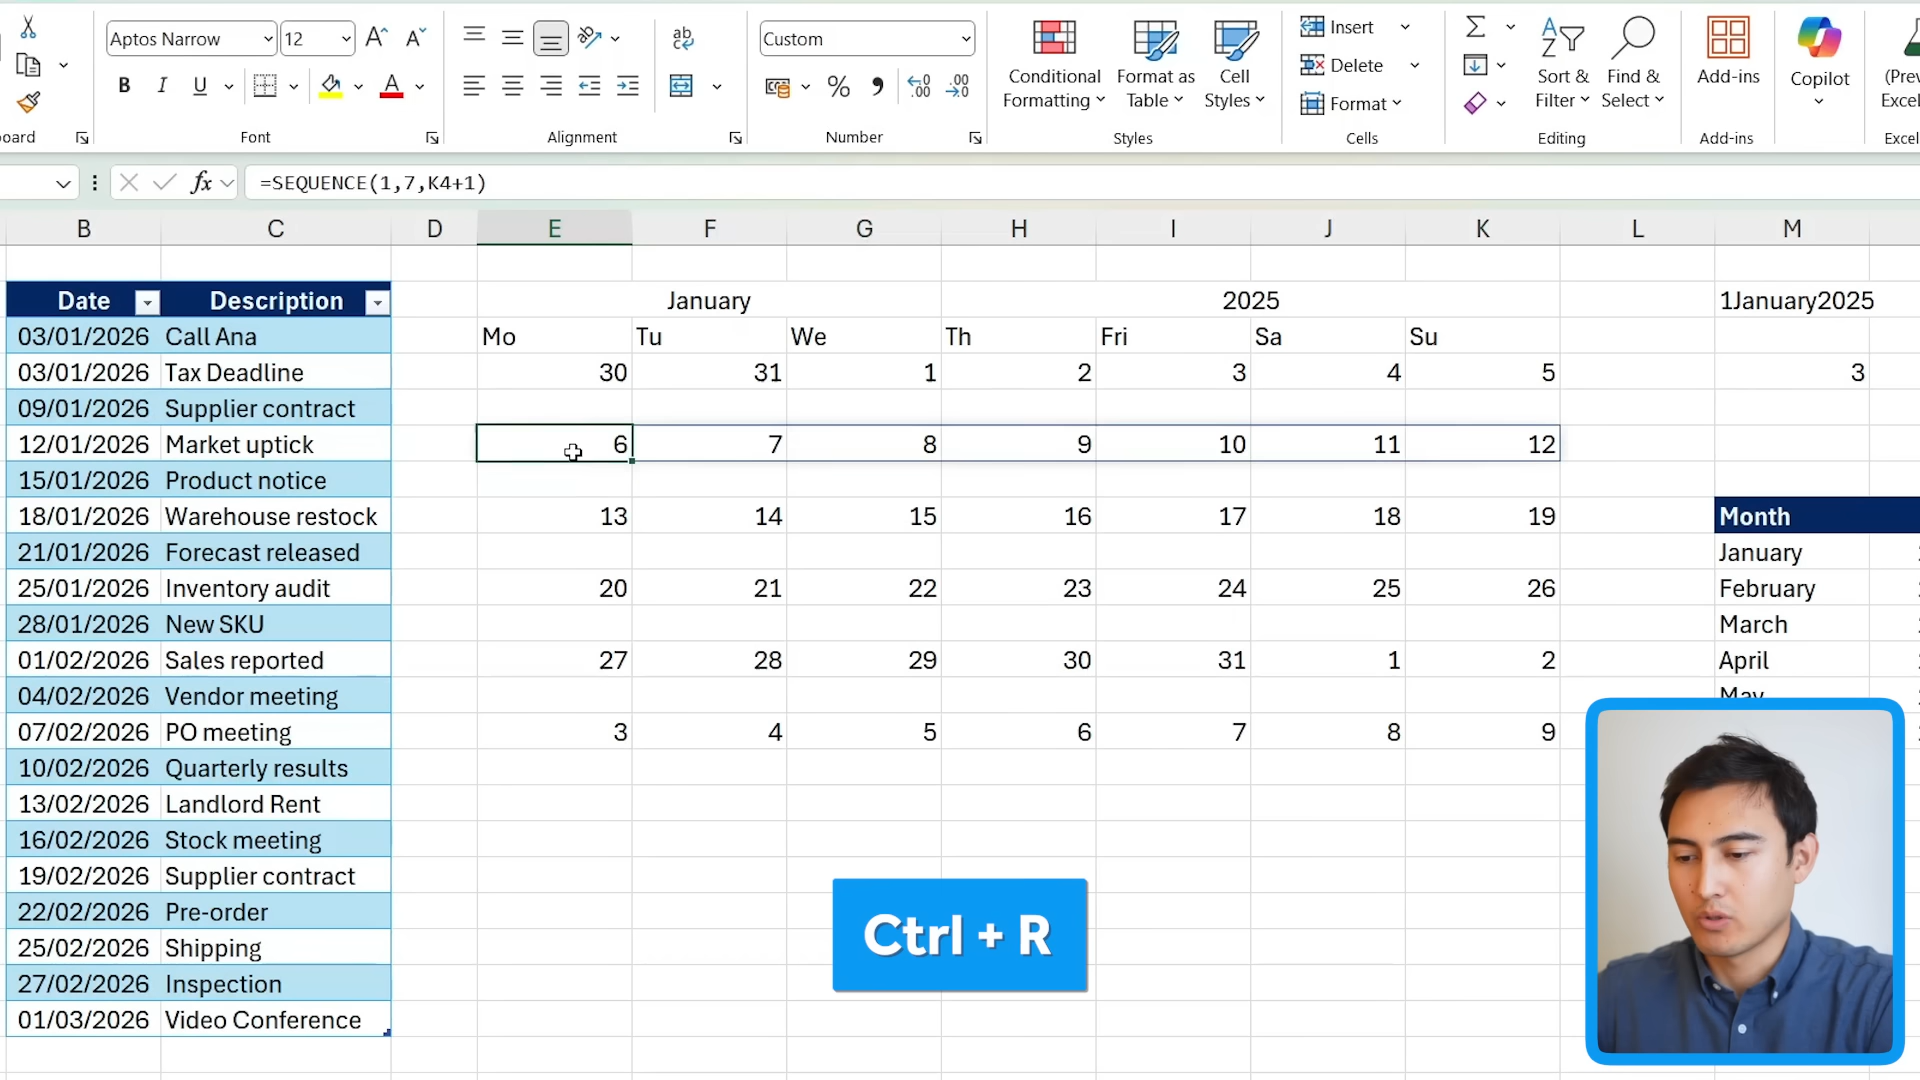 Aptos Narrow 12 A A ab c Custom
B I U A % 9 .0 .00 .00 .0
Conditional Formatting Format as Table Cell Styles
Insert
Delete
Format
Sort & Filter Find & Select Add-ins Copilot (Prev Excel
board Font Alignment Number Styles Cells Editing Add-ins Excel
fx =SEQUENCE(1,7,K4+1)
B C D E F G H I J K L M
Date Description January 2025 1January2025
03/01/2026 Call Ana Mo Tu We Th Fri Sa Su
03/01/2026 Tax Deadline 30 31 1 2 3 4 5 3
09/01/2026 Supplier contract
12/01/2026 Market uptick 6 7 8 9 10 11 12
15/01/2026 Product notice
18/01/2026 Warehouse restock 13 14 15 16 17 18 19 Month
21/01/2026 Forecast released January
25/01/2026 Inventory audit 20 21 22 23 24 25 26 February
28/01/2026 New SKU March
01/02/2026 Sales reported 27 28 29 30 31 1 2 April
04/02/2026 Vendor meeting May
07/02/2026 PO meeting 3 4 5 6 7 8 9
10/02/2026 Quarterly results
13/02/2026 Landlord Rent
16/02/2026 Stock meeting
19/02/2026 Supplier contract
22/02/2026 Pre-order
Ctrl + R
25/02/2026 Shipping
27/02/2026 Inspection
01/03/2026 Video Conference